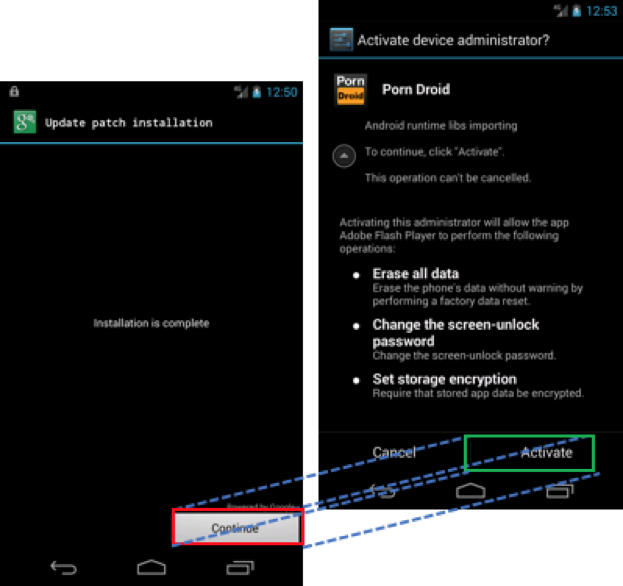 12:50
Update patch installation
Installation is complete
Powered by Google
Continue
4G
12:53
Activate device administrator?
Porn
Droid
Porn Droid
Android runtime libs importing
To continue, click "Activate".
This operation can't be cancelled.
Activating this administrator will allow the app
Adobe Flash Player to perform the following
operations:
Erase all data
Erase the phone's data without warning by
performing a factory data reset.
Change the screen-unlock
password
Change the screen-unlock password.
Set storage encryption
Require that stored app data be encrypted.
Cancel
Activate